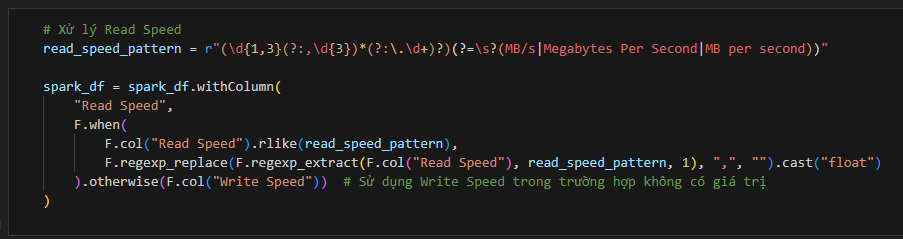 # Xử lý Read Speed
read_speed_pattern = r"(\d{1,3}(?:,\d{3})*(?:\.\d+)?)(?=\s?(MB/s|Megabytes Per Second|MB per second))"
spark_df = spark_df.withColumn(
"Read Speed",
F.when(
F.col("Read Speed").rlike(read_speed_pattern),
F.regexp_replace(F.regexp_extract(F.col("Read Speed"), read_speed_pattern, 1), ",", "").cast("float")
).otherwise(F.col("Write Speed"))  # Sử dụng Write Speed trong trường hợp không có giá trị
)